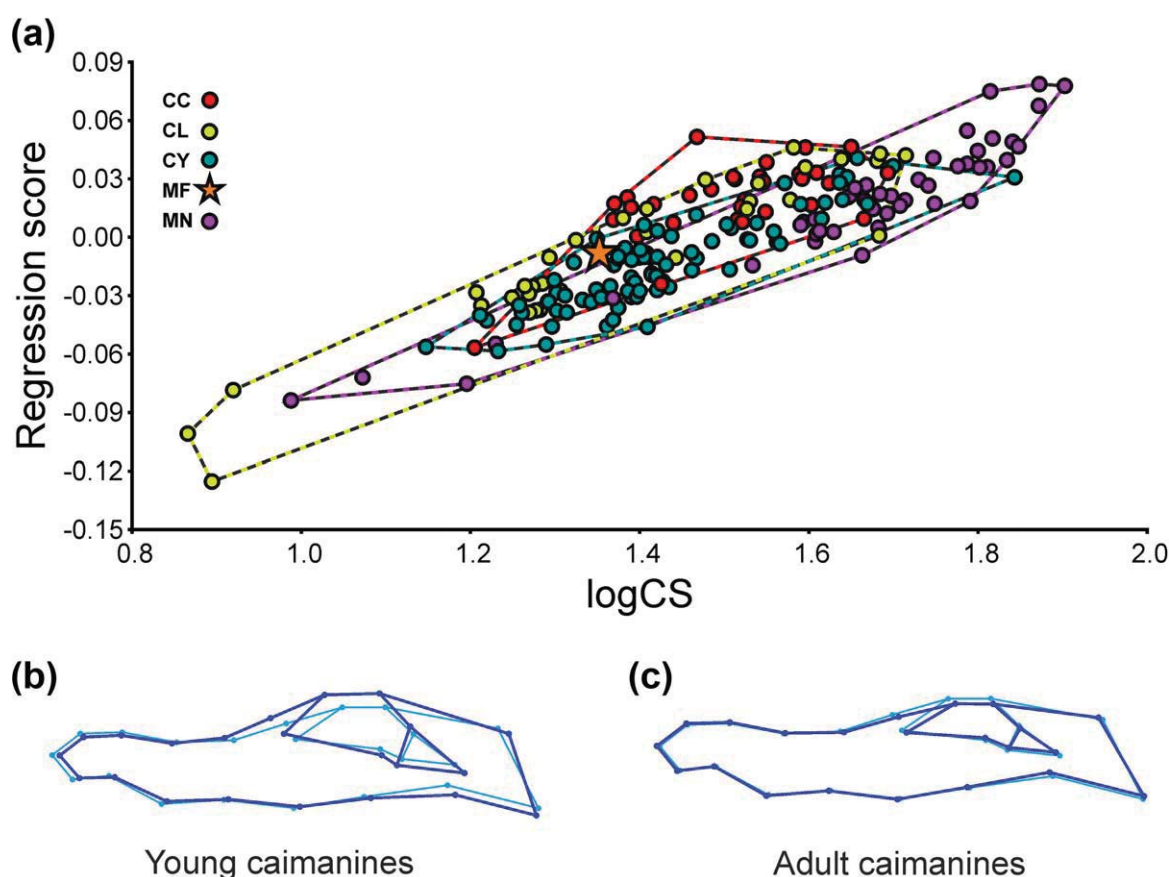 (a)
0.09
0.06
0.03
0.00
-0.03
-0.06
-0.09
-0.12
-0.15
Regression score
CC
CL
CY
MF
MN
0.8 1.0 1.2 1.4 1.6 1.8 2.0
logCS
(b) (c)
Young caimanines Adult caimanines